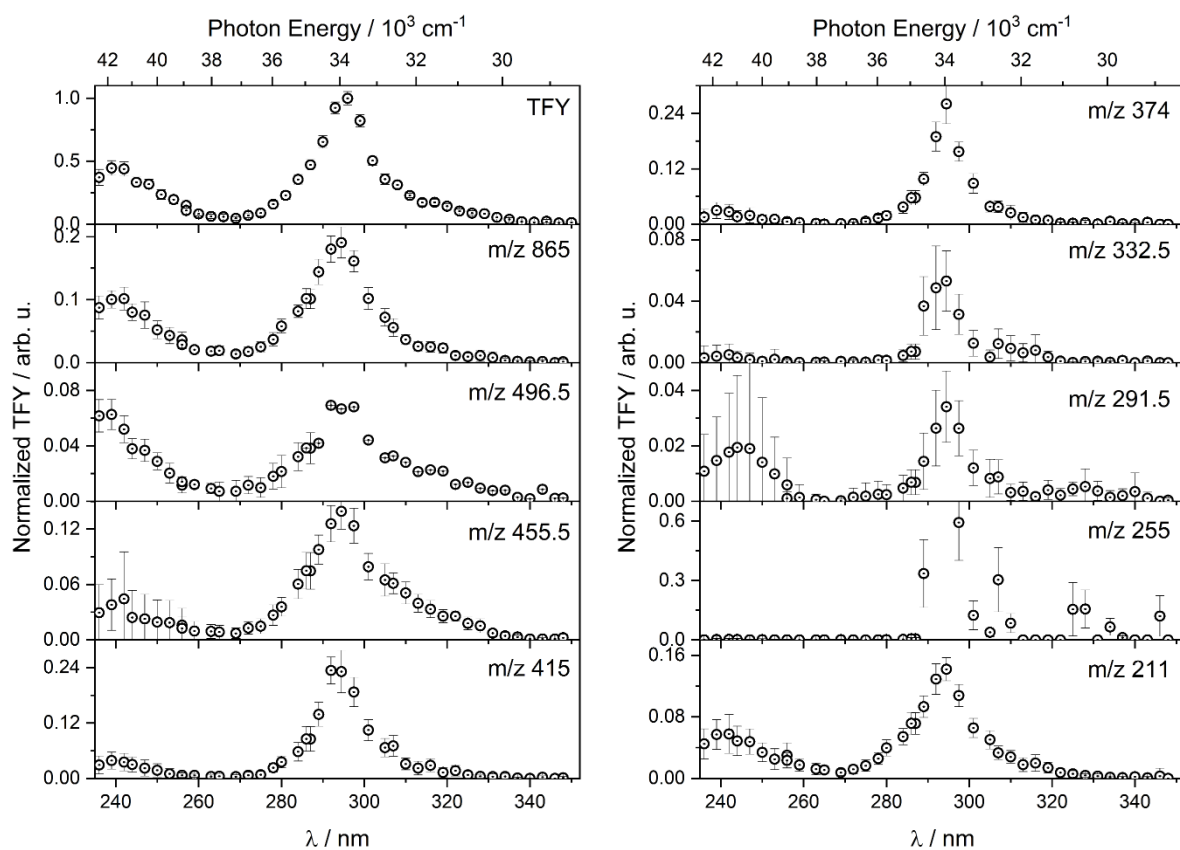 Photon Energy / 10³ cm⁻¹
42 40 38 36 34 32 30
TFY
1.0
0.5
0.0
m/z 865
0.2
0.1
0.0
m/z 496.5
0.08
0.04
0.00
m/z 455.5
0.12
0.06
0.00
m/z 415
0.24
0.12
0.00
Normalized TFY / arb. u.
240 260 280 300 320 340
λ / nm
Photon Energy / 10³ cm⁻¹
42 40 38 36 34 32 30
m/z 374
0.24
0.12
0.00
m/z 332.5
0.08
0.04
0.00
m/z 291.5
0.04
0.02
0.00
m/z 255
0.6
0.3
0.0
m/z 211
0.16
0.08
0.00
Normalized TFY / arb. u.
240 260 280 300 320 340
λ / nm